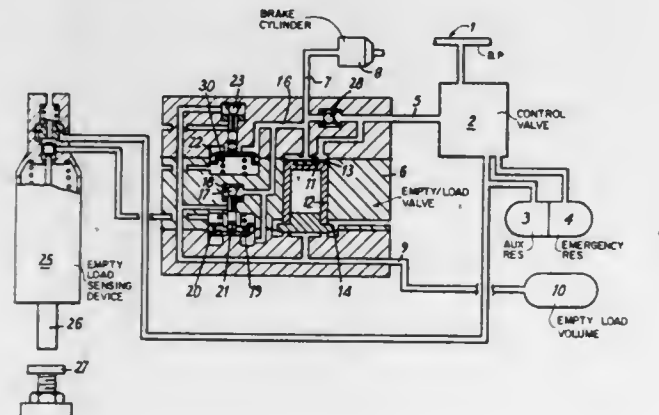 BRAKE
CYLINDER
1
B.P.
23
16
7
8
28
30
5
CONTROL
VALVE
2
22
13
11
6
18
17
12
EMPTY/LOAD
VALVE
3
4
AUX
RES
EMERGENCY
RES
25
EMPTY
LOAD
SENSING
DEVICE
20
21
19
14
9
10
EMPTY LOAD
VOLUME
26
27